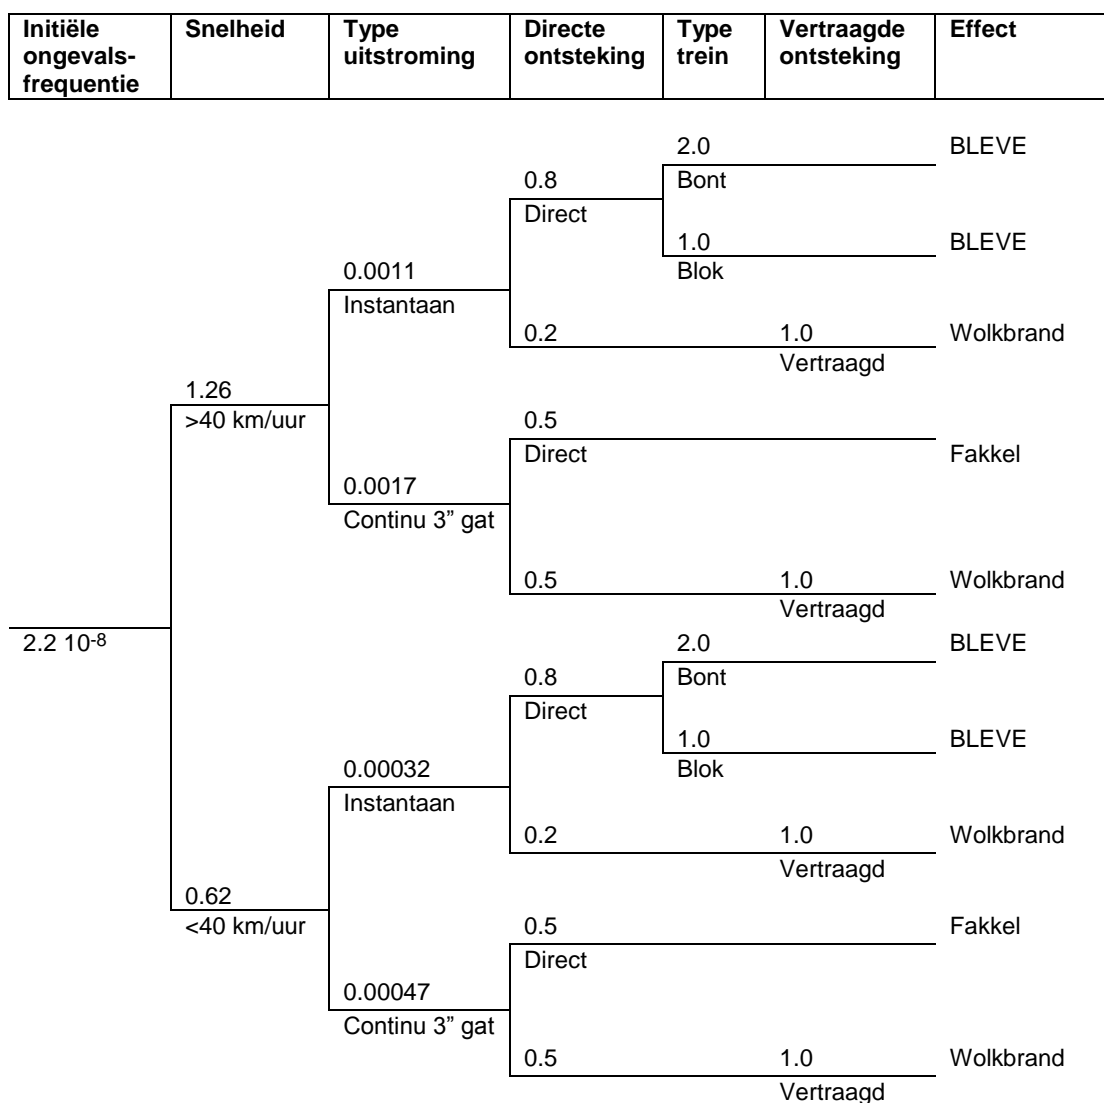 Initiële ongevals-frequentie Snelheid Type uitstroming Directe ontsteking Type trein Vertraagde ontsteking Effect
2.0 BLEVE
0.8 Bont
Direct
1.0 BLEVE
0.0011 Blok
Instantaan
0.2 1.0 Wolkbrand
Vertraagd
1.26
>40 km/uur 0.5
Direct Fakkel
0.0017
Continu 3” gat
0.5 1.0 Wolkbrand
Vertraagd
2.2 10-8 2.0 BLEVE
0.8 Bont
Direct
1.0 BLEVE
0.00032 Blok
Instantaan
0.2 1.0 Wolkbrand
Vertraagd
0.62
<40 km/uur 0.5 Fakkel
Direct
0.00047
Continu 3” gat
0.5 1.0 Wolkbrand
Vertraagd